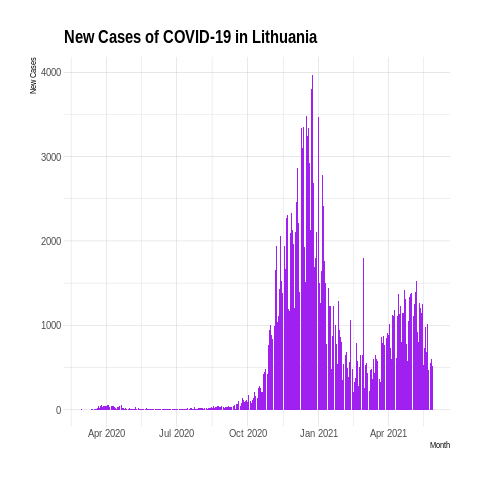 New Cases of COVID-19 in Lithuania
New Cases
4000
3000
2000
1000
0
Apr 2020 Jul 2020 Oct 2020 Jan 2021 Apr 2021
Month